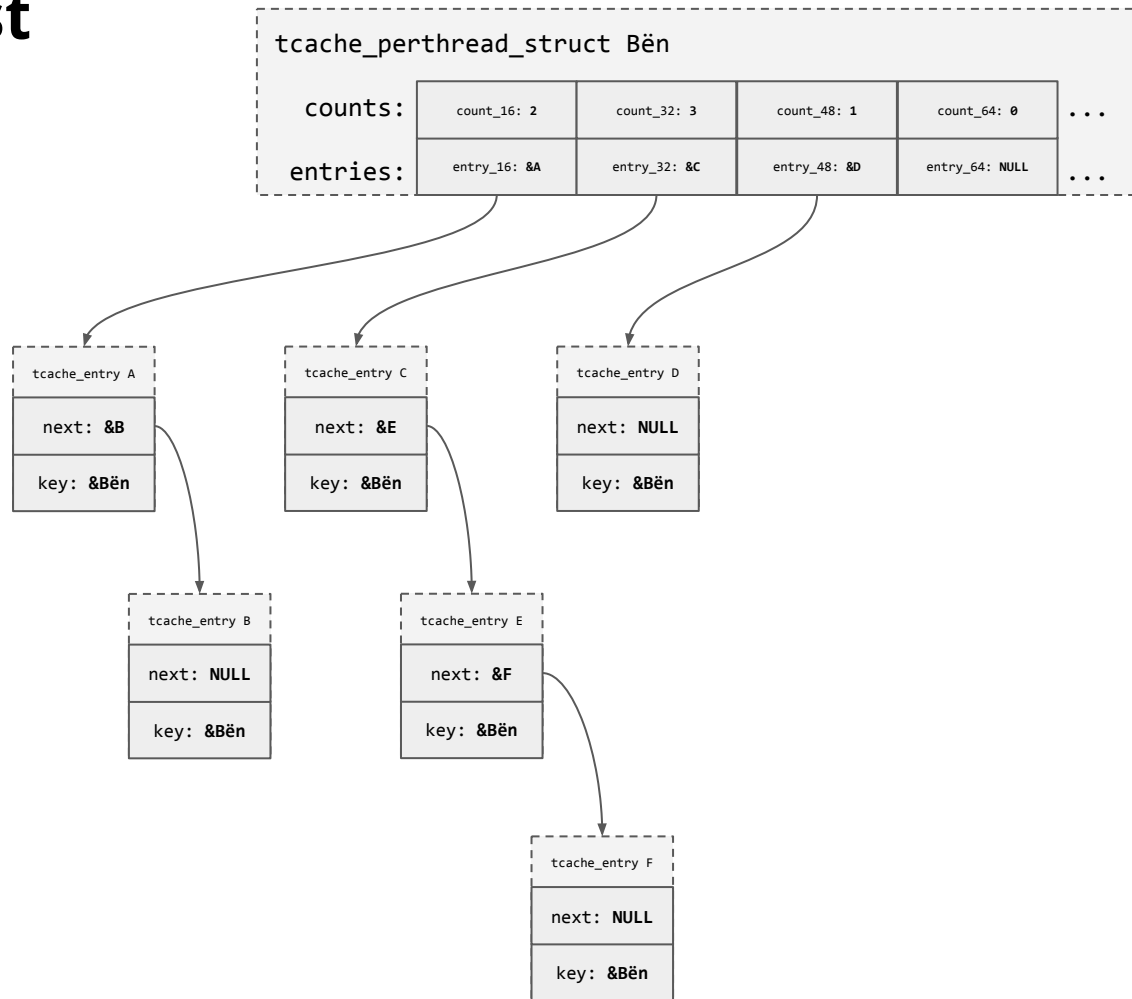 st
tcache_perthread_struct Bën
counts: count_16: 2 count_32: 3 count_48: 1 count_64: 0 ...
entries: entry_16: &A entry_32: &C entry_48: &D entry_64: NULL ...
tcache_entry A tcache_entry C tcache_entry D
next: &B next: &E next: NULL
key: &Bën key: &Bën key: &Bën
tcache_entry B tcache_entry E
next: NULL next: &F
key: &Bën key: &Bën
tcache_entry F
next: NULL
key: &Bën